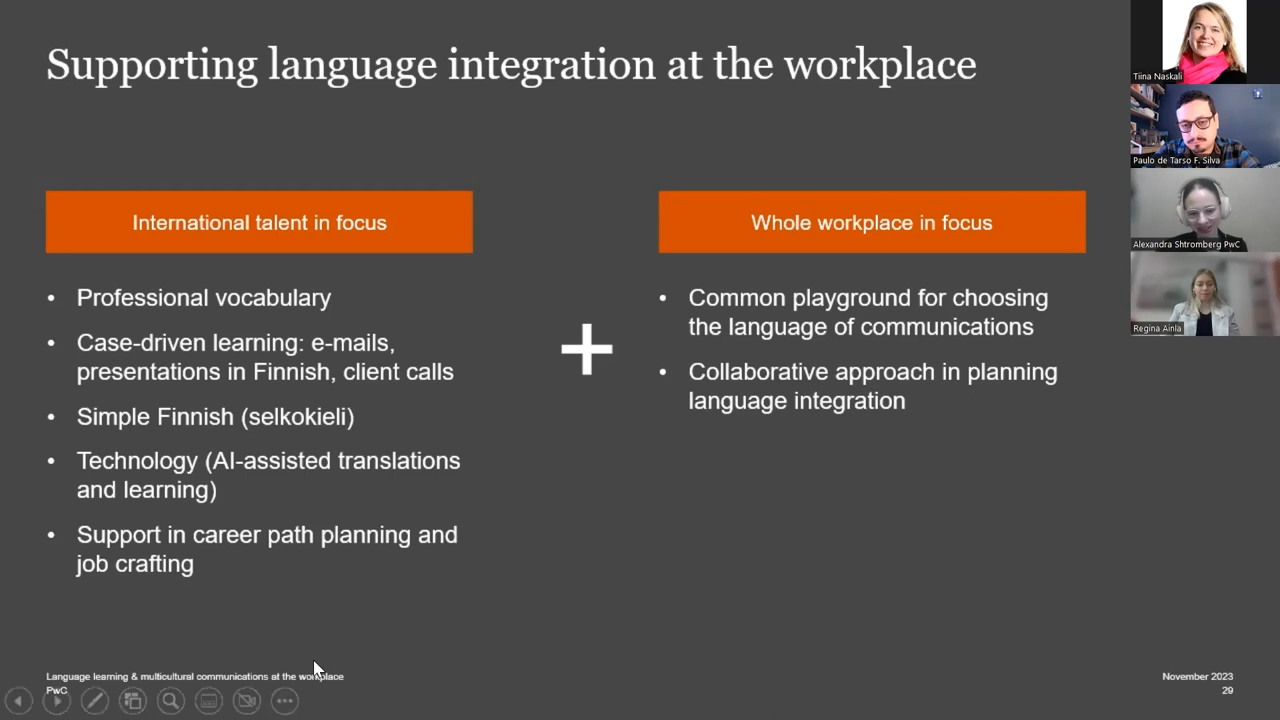 Supporting language integration at the workplace
International talent in focus
• Professional vocabulary
• Case-driven learning: e-mails,
presentations in Finnish, client calls
• Simple Finnish (selkokieli)
• Technology (AI-assisted translations
and learning)
• Support in career path planning and
job crafting
+
Whole workplace in focus
• Common playground for choosing
the language of communications
• Collaborative approach in planning
language integration
Tiina Naskali
Paulo de Tarso F. Silva
Alexandra Shtromberg PwC
Regina Ainla
Language learning & multicultural communications at the workplace
PwC
November 2023
29